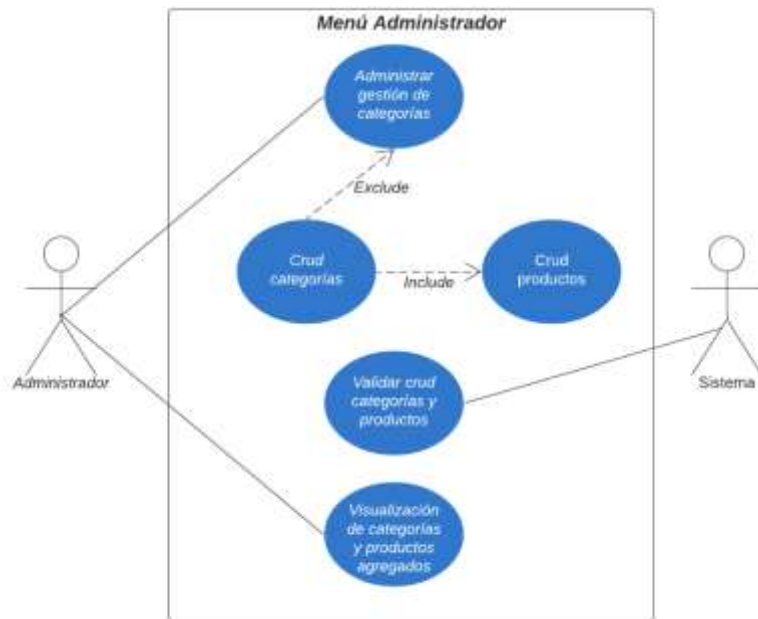 Menú Administrador
Administrar
gestión de
categorías
Exclude
Crud
categorías
Include
Crud
productos
Administrador
Sistema
Validar crud
categorías y
productos
Visualización
de categorías
y productos
agregados